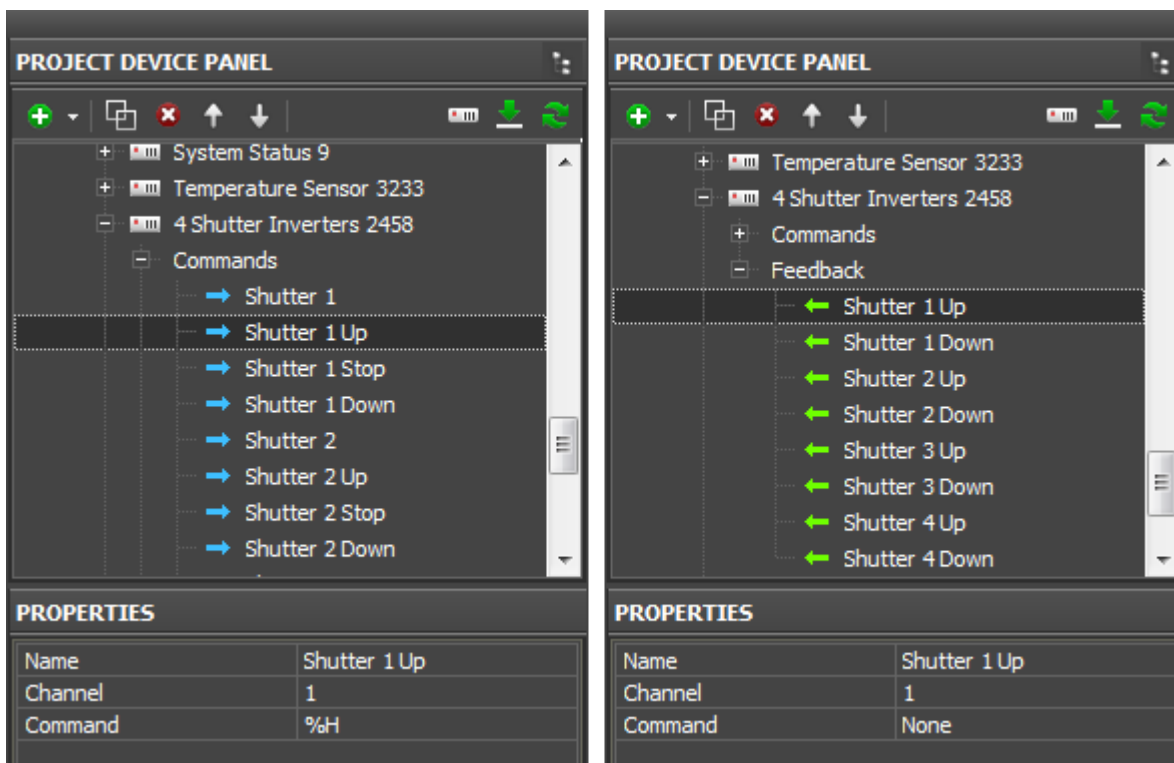 PROJECT DEVICE PANEL
System Status 9
Temperature Sensor 3233
4 Shutter Inverters 2458
Commands
Shutter 1
Shutter 1 Up
Shutter 1 Stop
Shutter 1 Down
Shutter 2
Shutter 2 Up
Shutter 2 Stop
Shutter 2 Down
PROPERTIES
Name Shutter 1 Up
Channel 1
Command %H
PROJECT DEVICE PANEL
Temperature Sensor 3233
4 Shutter Inverters 2458
Commands
Feedback
Shutter 1 Up
Shutter 1 Down
Shutter 2 Up
Shutter 2 Down
Shutter 3 Up
Shutter 3 Down
Shutter 4 Up
Shutter 4 Down
PROPERTIES
Name Shutter 1 Up
Channel 1
Command None